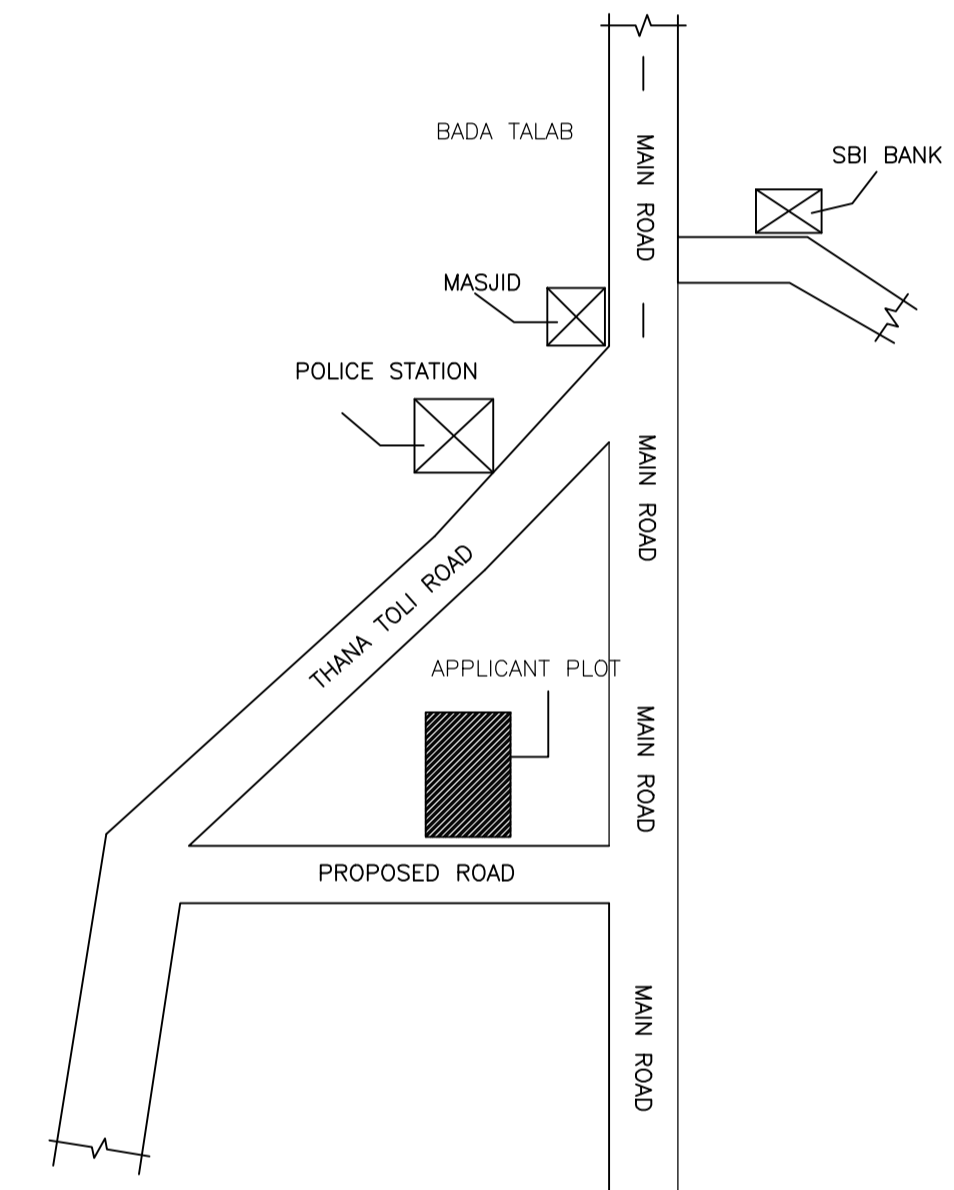 BADA TALAB
MAIN ROAD
SBI BANK
MASJID
POLICE STATION
MAIN ROAD
THANA TOLI ROAD
APPLICANT PLOT
MAIN ROAD
PROPOSED ROAD
MAIN ROAD